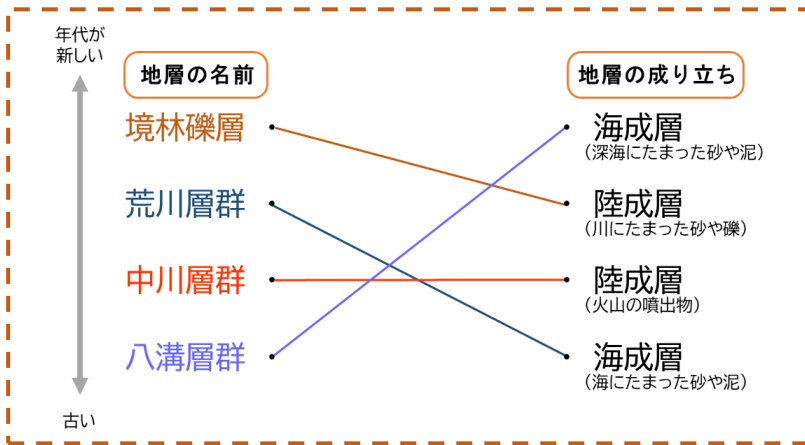 年代が
新しい
地層の名前
地層の成り立ち
境林礫層
海成層
（深海にたまった砂や泥）
荒川層群
陸成層
（川にたまった砂や礫）
中川層群
陸成層
（火山の噴出物）
八溝層群
海成層
（海にたまった砂や泥）
古い